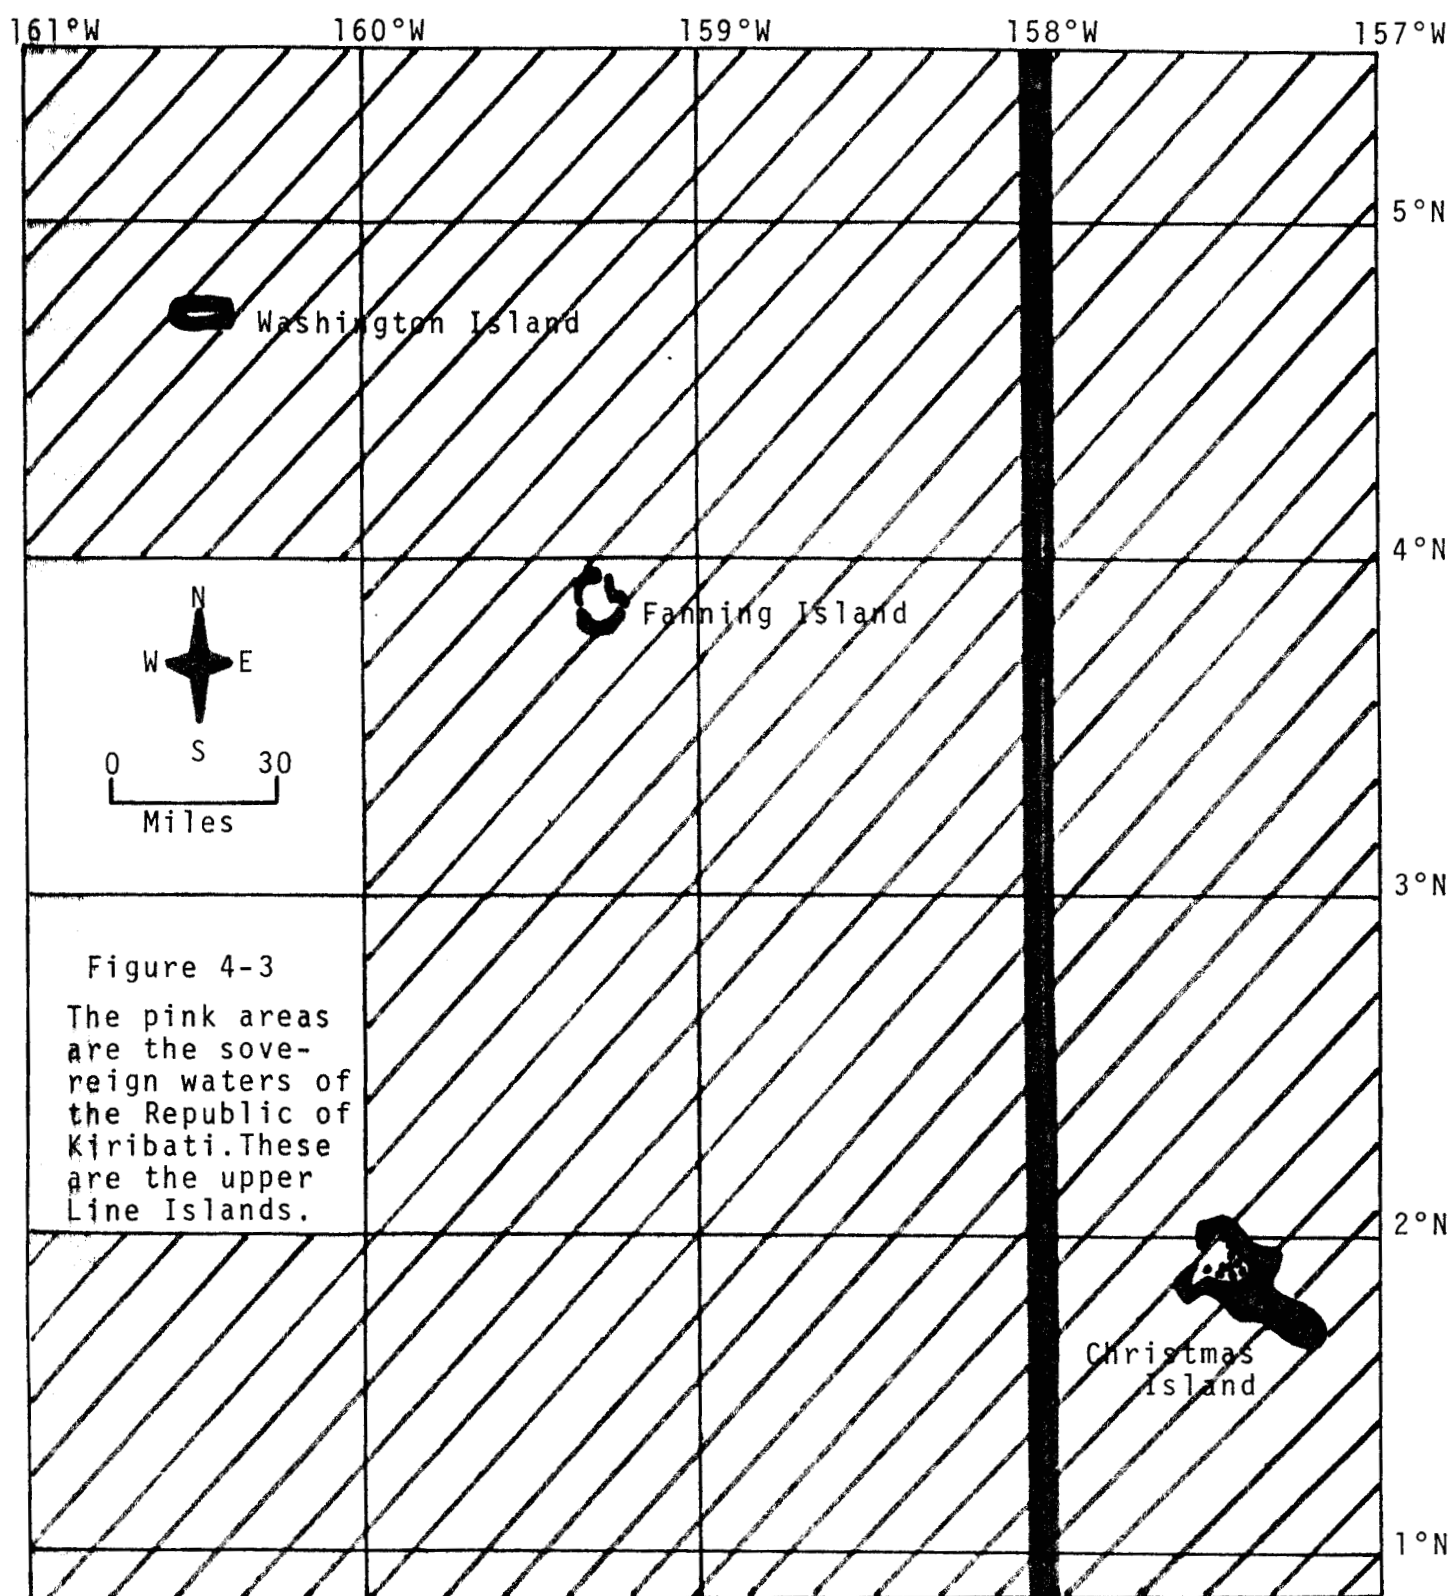 161°W 160°W 159°W 158°W 157°W
5°N
Washington Island
4°N
N
Fanning Island
W E
S
0 30
Miles
3°N
Figure 4-3
The pink areas
are the sove-
reign waters of
the Republic of
Kiribati.These
are the upper
Line Islands.
2°N
Christmas
Island
1°N